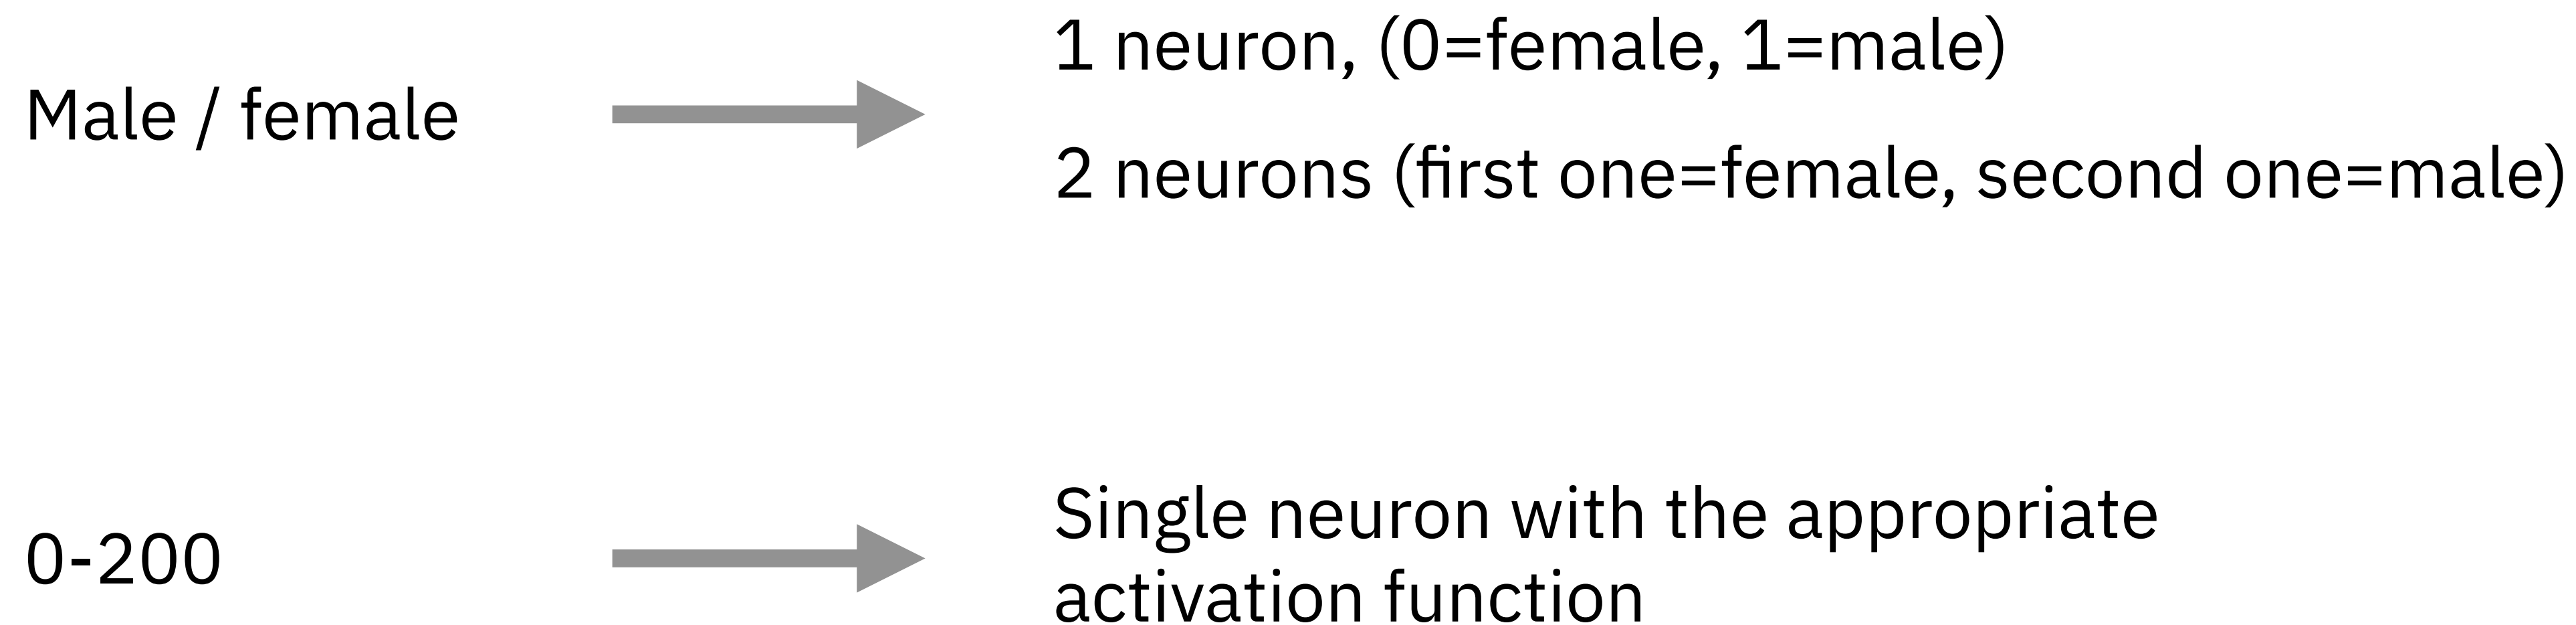 1 neuron, (0=female, 1=male)
Male / female
2 neurons (first one=female, second one=male)
Single neuron with the appropriate
0-200
activation function